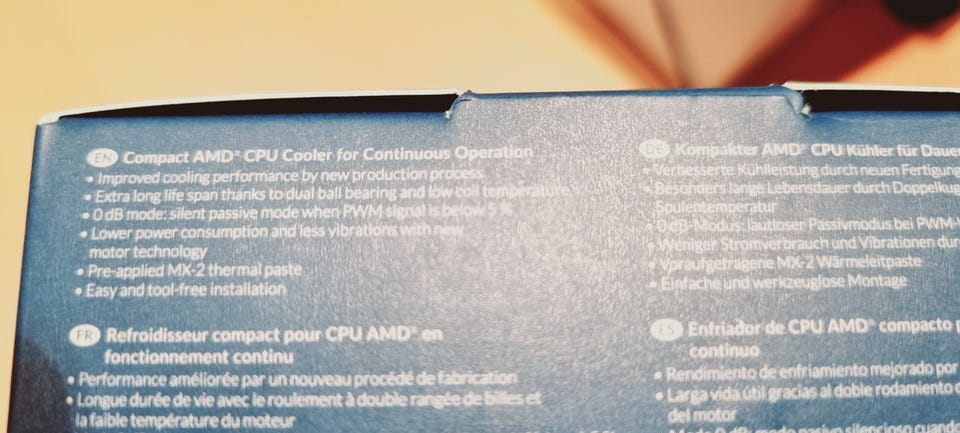 EN Compact AMD® CPU Cooler for Continuous Operation
• Improved cooling performance by new production process
• Extra long life span thanks to dual ball bearing and low coil temperature
• 0 dB mode: silent passive mode when PWM signal is below 5 %
• Lower power consumption and less vibrations with new
motor technology
• Pre-applied MX-2 thermal paste
• Easy and tool-free installation
DE Kompakter AMD® CPU Kühler für Dauer
• Verbesserte Kühlleistung durch neuen Fertigung
• Besonders lange Lebensdauer durch Doppelkug
Spulentemperatur
• 0 dB-Modus: lautloser Passivmodus bei PWM-
• Weniger Stromverbrauch und Vibrationen dur
• Voraufgetragene MX-2 Wärmeleitpaste
• Einfache und werkzeuglose Montage
FR Refroidisseur compact pour CPU AMD® en
fonctionnement continu
• Performance améliorée par un nouveau procédé de fabrication
• Longue durée de vie avec le roulement à double rangée de billes et
la faible température du moteur
ES Enfriador de CPU AMD® compacto p
continuo
• Rendimiento de enfriamiento mejorado por
• Larga vida útil gracias al doble rodamiento d
del motor
• Modo 0 dB: modo pasivo silencioso cuando